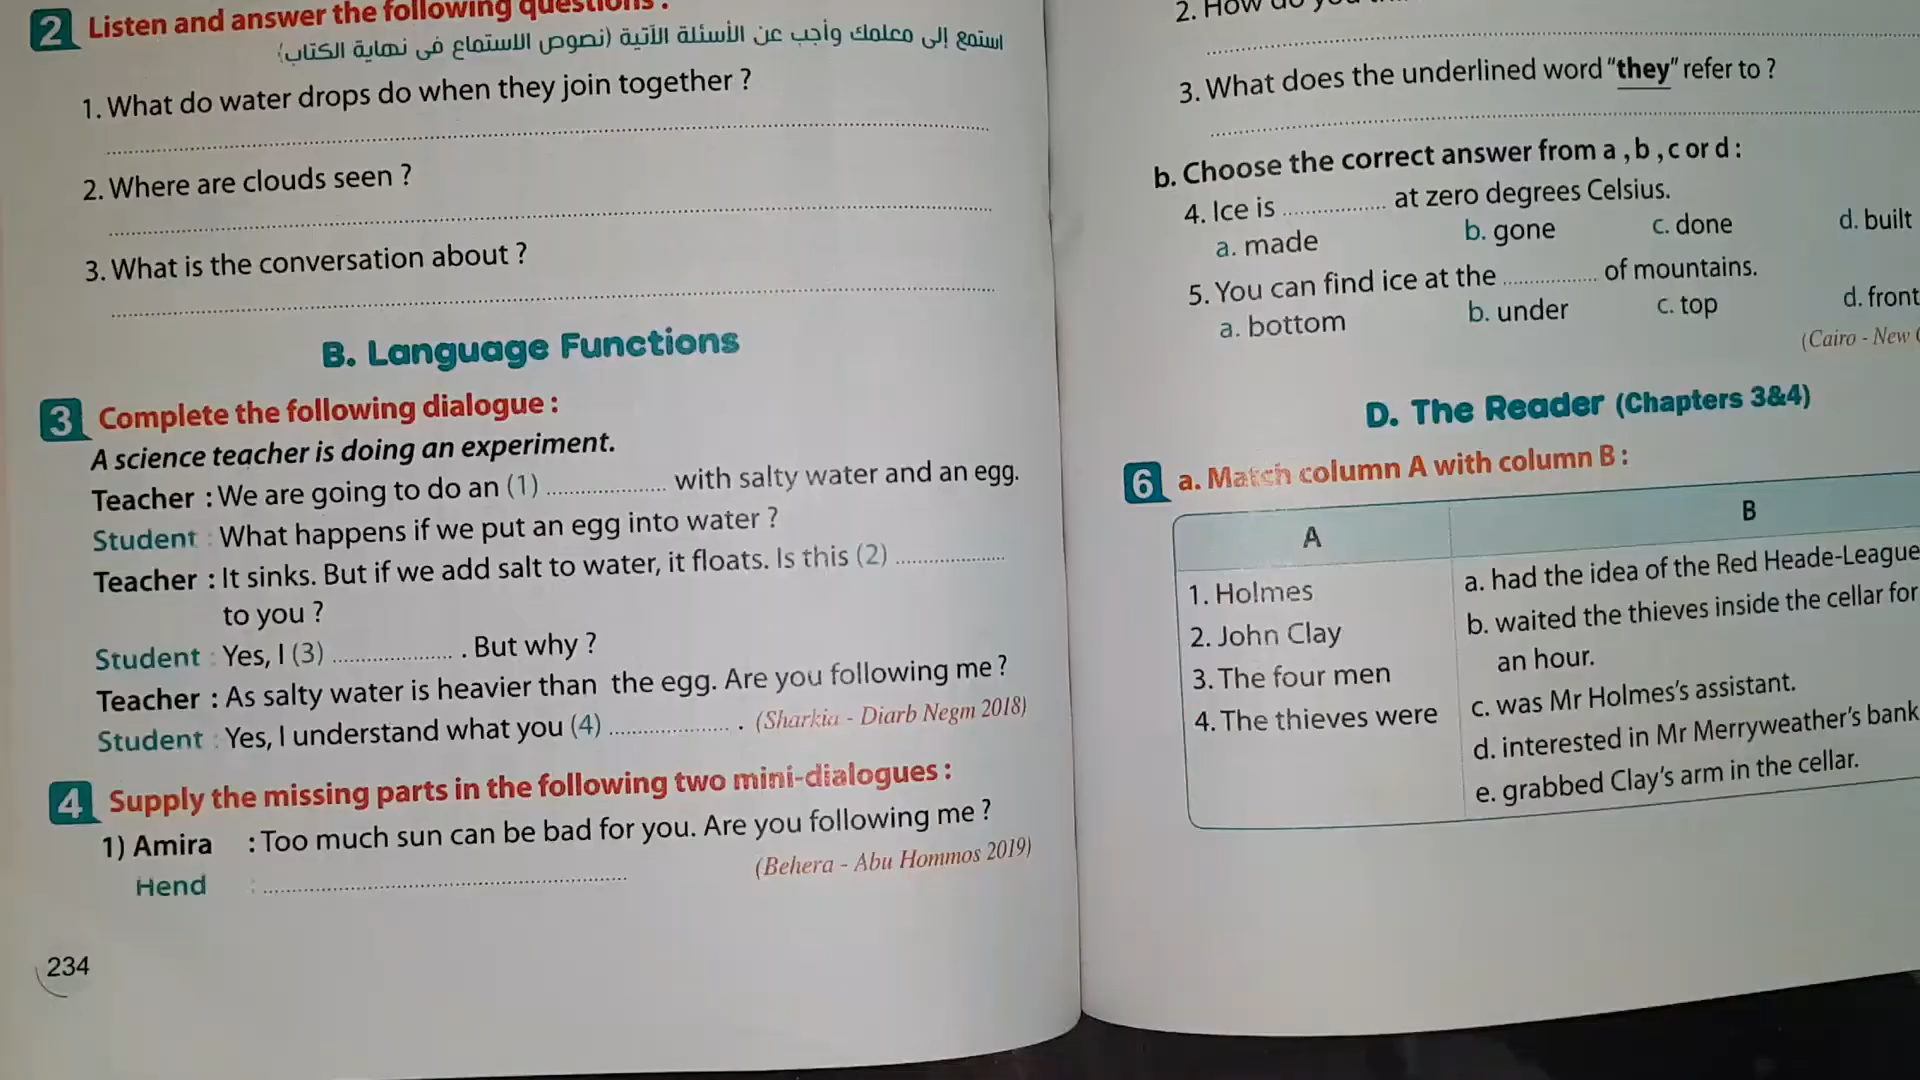 2 Listen and answer the following questions :
استمع إلى معلمك وأجب عن الأسئلة الآتية (نصوص الاستماع فى نهاية الكتاب)
1. What do water drops do when they join together ?
2. Where are clouds seen ?
3. What is the conversation about ?
B. Language Functions
3 Complete the following dialogue :
A science teacher is doing an experiment.
Teacher : We are going to do an (1) .................... with salty water and an egg.
Student : What happens if we put an egg into water ?
Teacher : It sinks. But if we add salt to water, it floats. Is this (2) ....................
to you ?
Student : Yes, I (3) .................... . But why ?
Teacher : As salty water is heavier than the egg. Are you following me ?
Student : Yes, I understand what you (4) .................... . (Sharkia - Diarb Negm 2018)
4 Supply the missing parts in the following two mini-dialogues :
1) Amira : Too much sun can be bad for you. Are you following me ?
Hend : ............................................................ (Behera - Abu Hommos 2019)
234
2. How do you
3. What does the underlined word "they" refer to ?
b. Choose the correct answer from a , b , c or d :
4. Ice is .................... at zero degrees Celsius.
a. made b. gone c. done d. built
5. You can find ice at the .................... of mountains.
a. bottom b. under c. top d. front
(Cairo - New
D. The Reader (Chapters 3&4)
6 a. Match column A with column B :
A B
1. Holmes
2. John Clay
3. The four men
4. The thieves were
a. had the idea of the Red Heade-League
b. waited the thieves inside the cellar for
an hour.
c. was Mr Holmes's assistant.
d. interested in Mr Merryweather's bank
e. grabbed Clay's arm in the cellar.